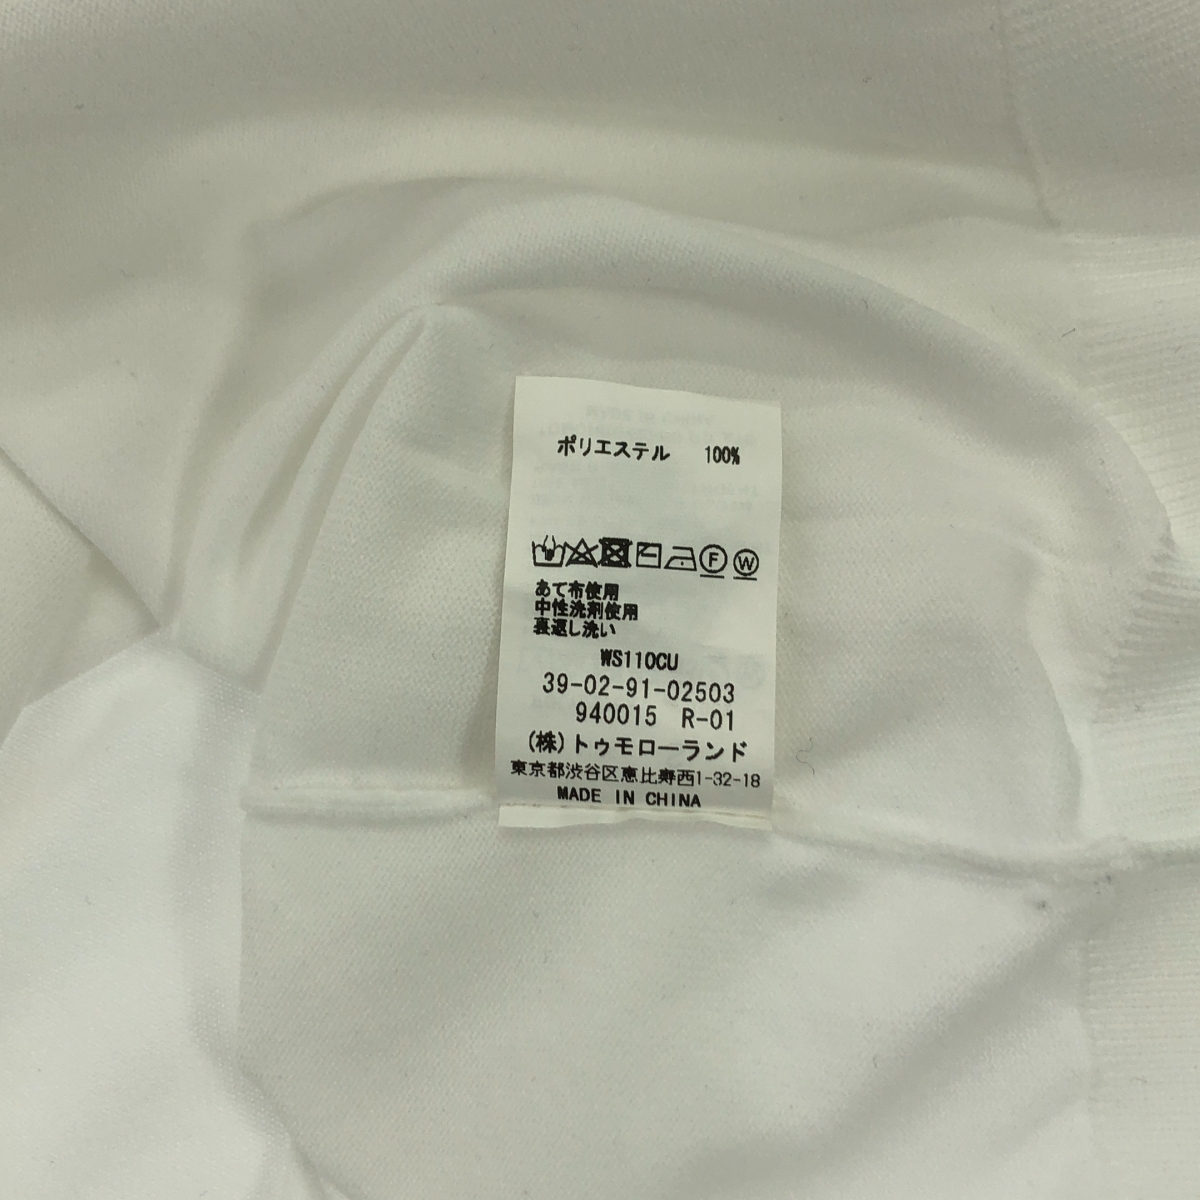 ポリエステル 100%
F W
あて布使用
中性洗剤使用
裏返し洗い
WS110CU
39-02-91-02503
940015 R-01
(株)トゥモローランド
東京都渋谷区恵比寿西1-32-18
MADE IN CHINA